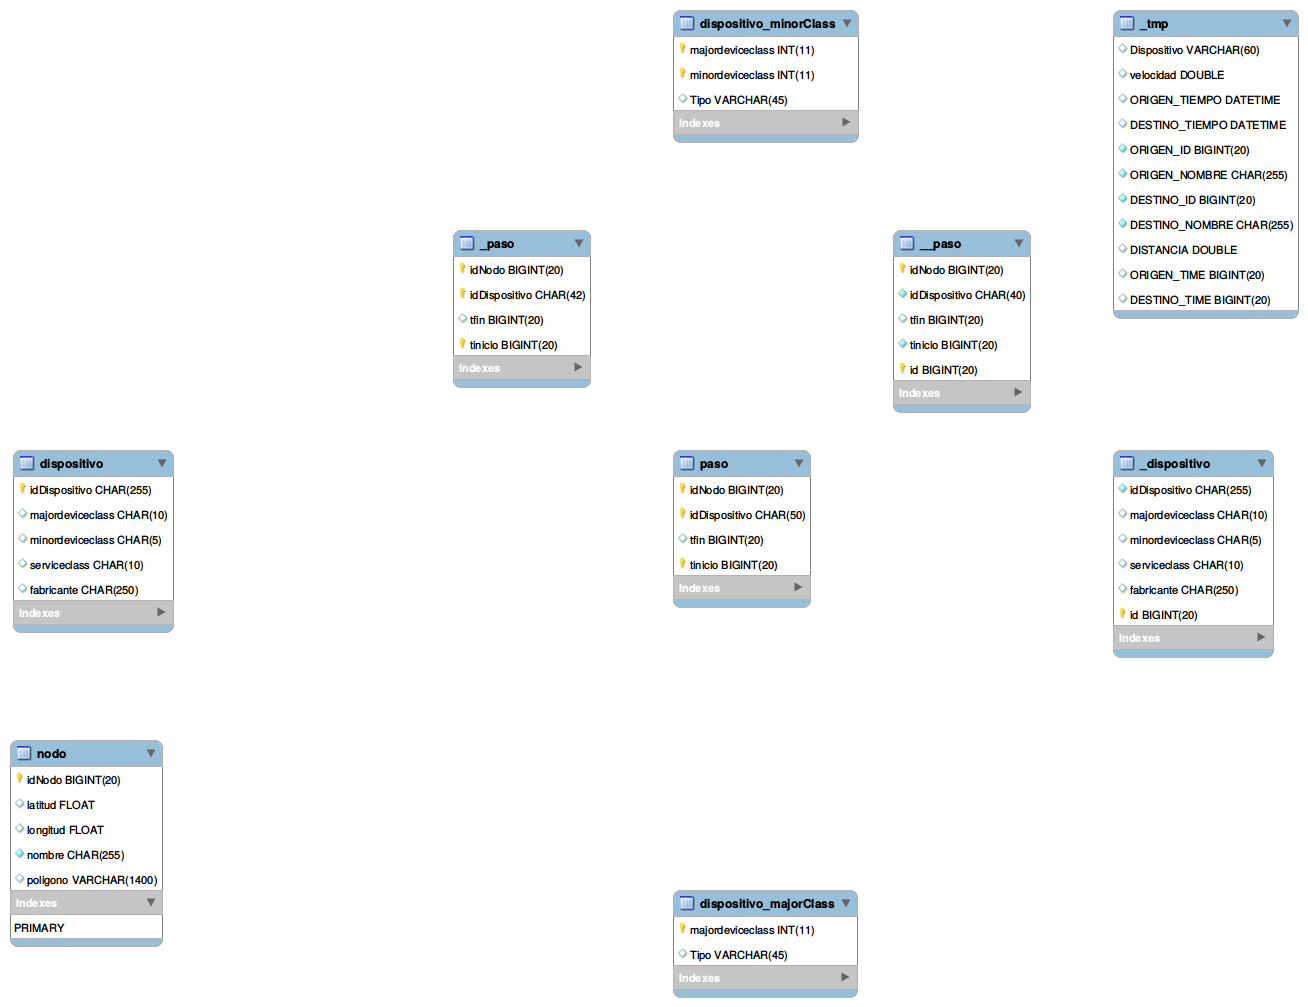 dispositivo_minorClass
majordeviceclass INT(11)
minordeviceclass INT(11)
Tipo VARCHAR(45)
Indexes
_tmp
Dispositivo VARCHAR(60)
velocidad DOUBLE
ORIGEN_TIEMPO DATETIME
DESTINO_TIEMPO DATETIME
ORIGEN_ID BIGINT(20)
ORIGEN_NOMBRE CHAR(255)
DESTINO_ID BIGINT(20)
DESTINO_NOMBRE CHAR(255)
DISTANCIA DOUBLE
ORIGEN_TIME BIGINT(20)
DESTINO_TIME BIGINT(20)
_paso
idNodo BIGINT(20)
idDispositivo CHAR(42)
tfin BIGINT(20)
tinicio BIGINT(20)
Indexes
__paso
idNodo BIGINT(20)
idDispositivo CHAR(40)
tfin BIGINT(20)
tinicio BIGINT(20)
id BIGINT(20)
Indexes
dispositivo
idDispositivo CHAR(255)
majordeviceclass CHAR(10)
minordeviceclass CHAR(5)
serviceclass CHAR(10)
fabricante CHAR(250)
Indexes
paso
idNodo BIGINT(20)
idDispositivo CHAR(50)
tfin BIGINT(20)
tinicio BIGINT(20)
Indexes
_dispositivo
idDispositivo CHAR(255)
majordeviceclass CHAR(10)
minordeviceclass CHAR(5)
serviceclass CHAR(10)
fabricante CHAR(250)
id BIGINT(20)
Indexes
nodo
idNodo BIGINT(20)
latitud FLOAT
longitud FLOAT
nombre CHAR(255)
poligono VARCHAR(1400)
Indexes
PRIMARY
dispositivo_majorClass
majordeviceclass INT(11)
Tipo VARCHAR(45)
Indexes